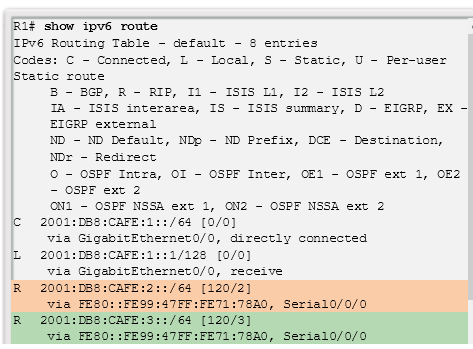 R1# show ipv6 route
IPv6 Routing Table - default - 8 entries
Codes: C - Connected, L - Local, S - Static, U - Per-user
Static route
B - BGP, R - RIP, I1 - ISIS L1, I2 - ISIS L2
IA - ISIS interarea, IS - ISIS summary, D - EIGRP, EX -
EIGRP external
ND - ND Default, NDp - ND Prefix, DCE - Destination,
NDr - Redirect
O - OSPF Intra, OI - OSPF Inter, OE1 - OSPF ext 1, OE2
- OSPF ext 2
ON1 - OSPF NSSA ext 1, ON2 - OSPF NSSA ext 2
C 2001:DB8:CAFE:1::/64 [0/0]
via GigabitEthernet0/0, directly connected
L 2001:DB8:CAFE:1::1/128 [0/0]
via GigabitEthernet0/0, receive
R 2001:DB8:CAFE:2::/64 [120/2]
via FE80::FE99:47FF:FE71:78A0, Serial0/0/0
R 2001:DB8:CAFE:3::/64 [120/3]
via FE80::FE99:47FF:FE71:78A0, Serial0/0/0